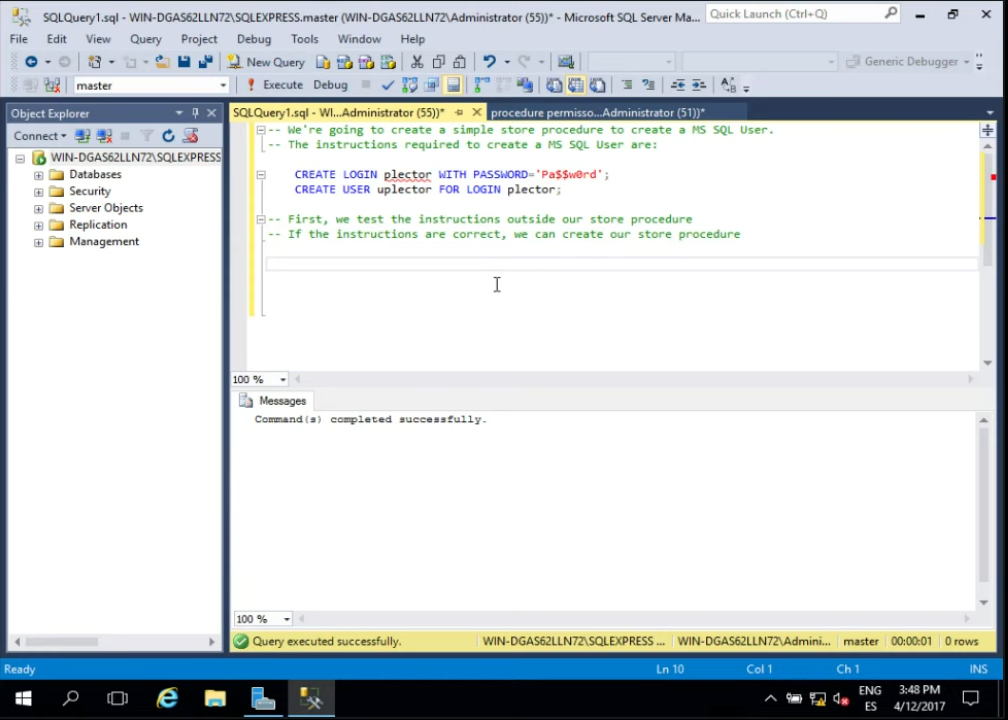 SQLQuery1.sql - WIN-DGAS62LLN72\SQLEXPRESS.master (WIN-DGAS62LLN72\Administrator (55))* - Microsoft SQL Server Ma...
Quick Launch (Ctrl+Q)
File Edit View Query Project Debug Tools Window Help
New Query
Generic Debugger
master
Execute Debug
Object Explorer
SQLQuery1.sql - WI...Administrator (55))*
procedure permisso...Administrator (51))*
Connect
WIN-DGAS62LLN72\SQLEXPRESS
Databases
Security
Server Objects
Replication
Management
-- We're going to create a simple store procedure to create a MS SQL User.
-- The instructions required to create a MS SQL User are:
CREATE LOGIN plector WITH PASSWORD='Pa$$w0rd';
CREATE USER uplector FOR LOGIN plector;
-- First, we test the instructions outside our store procedure
-- If the instructions are correct, we can create our store procedure
100 %
Messages
Command(s) completed successfully.
100 %
Query executed successfully.
WIN-DGAS62LLN72\SQLEXPRESS ...
WIN-DGAS62LLN72\Admini...
master
00:00:01
0 rows
Ready
Ln 10
Col 1
Ch 1
INS
ENG
ES
3:48 PM
4/12/2017